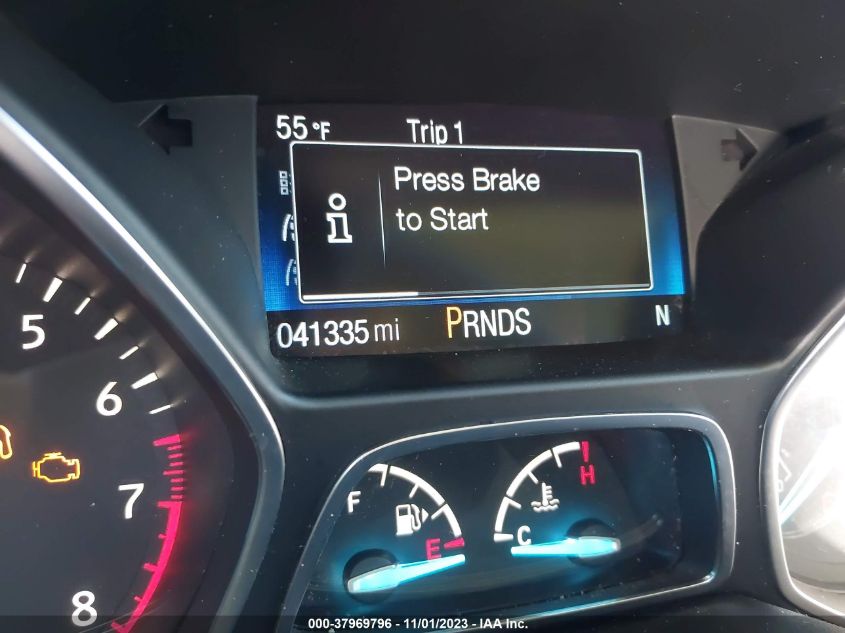 55 °F Trip 1
Press Brake
to Start
i
041335 mi PRNDS N
5
6
7
8
F
E
H
C
000-37969796 - 11/01/2023 - IAA Inc.